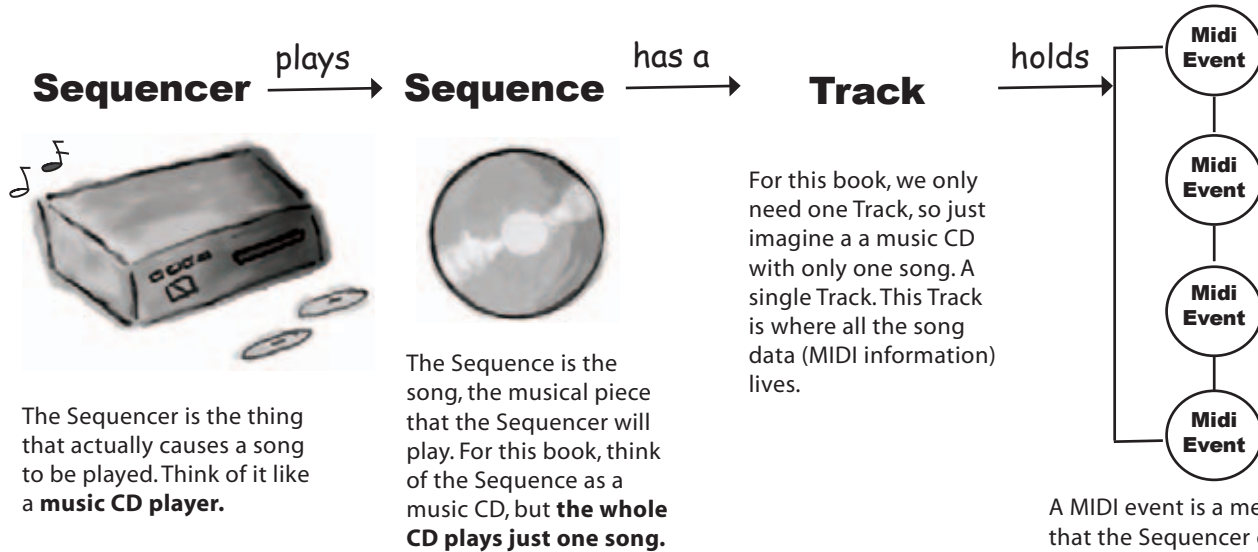 Sequencer plays Sequence has a Track holds
The Sequencer is the thing
that actually causes a song
to be played. Think of it like
a music CD player.
The Sequence is the
song, the musical piece
that the Sequencer will
play. For this book, think
of the Sequence as a
music CD, but the whole
CD plays just one song.
For this book, we only
need one Track, so just
imagine a a music CD
with only one song. A
single Track. This Track
is where all the song
data (MIDI information)
lives.
Midi
Event
Midi
Event
Midi
Event
Midi
Event
A MIDI event is a
that the Sequencer